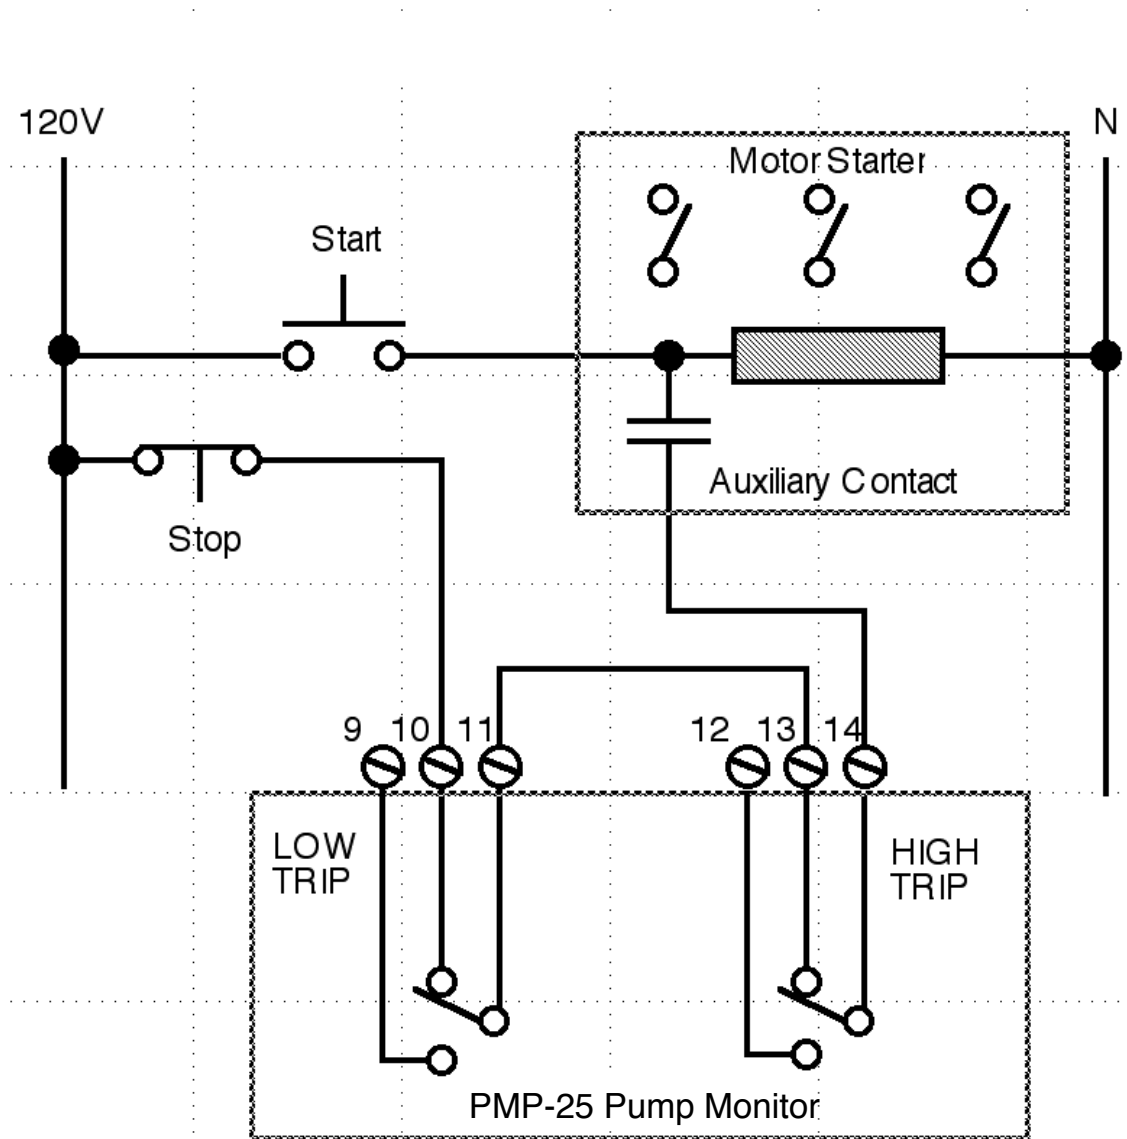 120V
N
Motor Starter
Start
Auxiliary Contact
Stop
9 10 11 12 13 14
LOW
TRIP
HIGH
TRIP
PMP-25 Pump Monitor